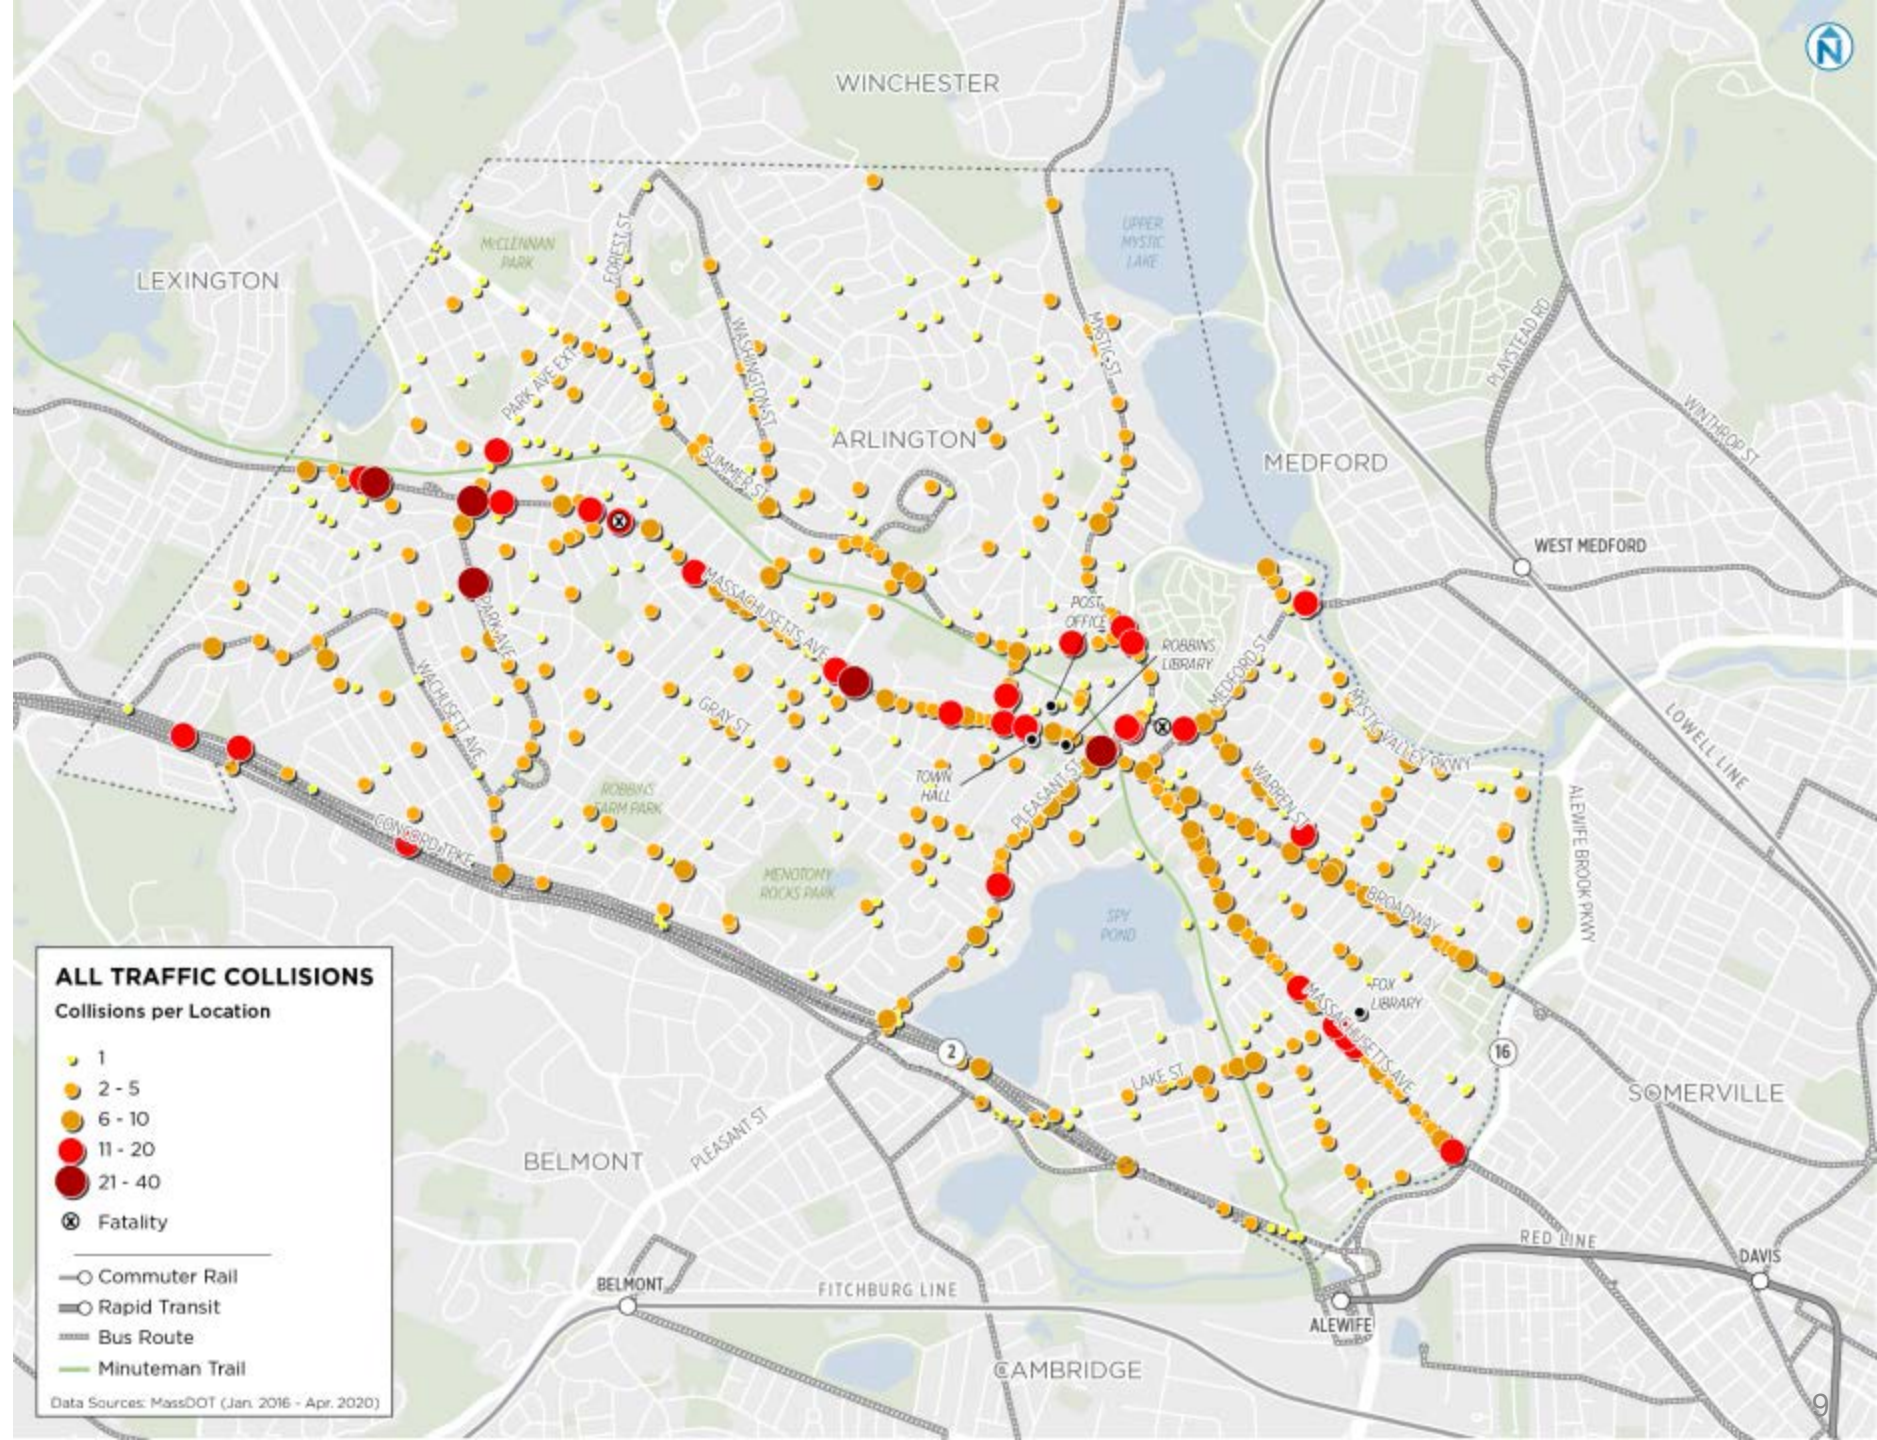 N
WINCHESTER
McCLENNAN
PARK
FOREST ST
UPPER
MYSTIC
LAKE
LEXINGTON
WASHINGTON ST
MYSTIC ST
PLAYSTEAD RD
PARK AVE EXT
WINTHROP ST
ARLINGTON
MEDFORD
SUMMER ST
WEST MEDFORD
MASSACHUSETTS AVE
PARK AVE
POST
OFFICE
ROBBINS
LIBRARY
MEDFORD ST
WACHUSETT AVE
GRAY ST
MYSTIC VALLEY PKWY
LOWELL LINE
TOWN
HALL
PLEASANT ST
WARREN ST
ROBBINS
FARM PARK
ALEWIFE BROOK PKWY
CONCORD TPKE
MENOTOMY
ROCKS PARK
SPY
POND
BROADWAY
FOX
LIBRARY
MASSACHUSETTS AVE
2
16
LAKE ST
SOMERVILLE
BELMONT
PLEASANT ST
RED LINE
DAVIS
BELMONT
FITCHBURG LINE
ALEWIFE
CAMBRIDGE
ALL TRAFFIC COLLISIONS
Collisions per Location
1
2 - 5
6 - 10
11 - 20
21 - 40
Fatality
Commuter Rail
Rapid Transit
Bus Route
Minuteman Trail
Data Sources: MassDOT (Jan. 2016 - Apr. 2020)
9